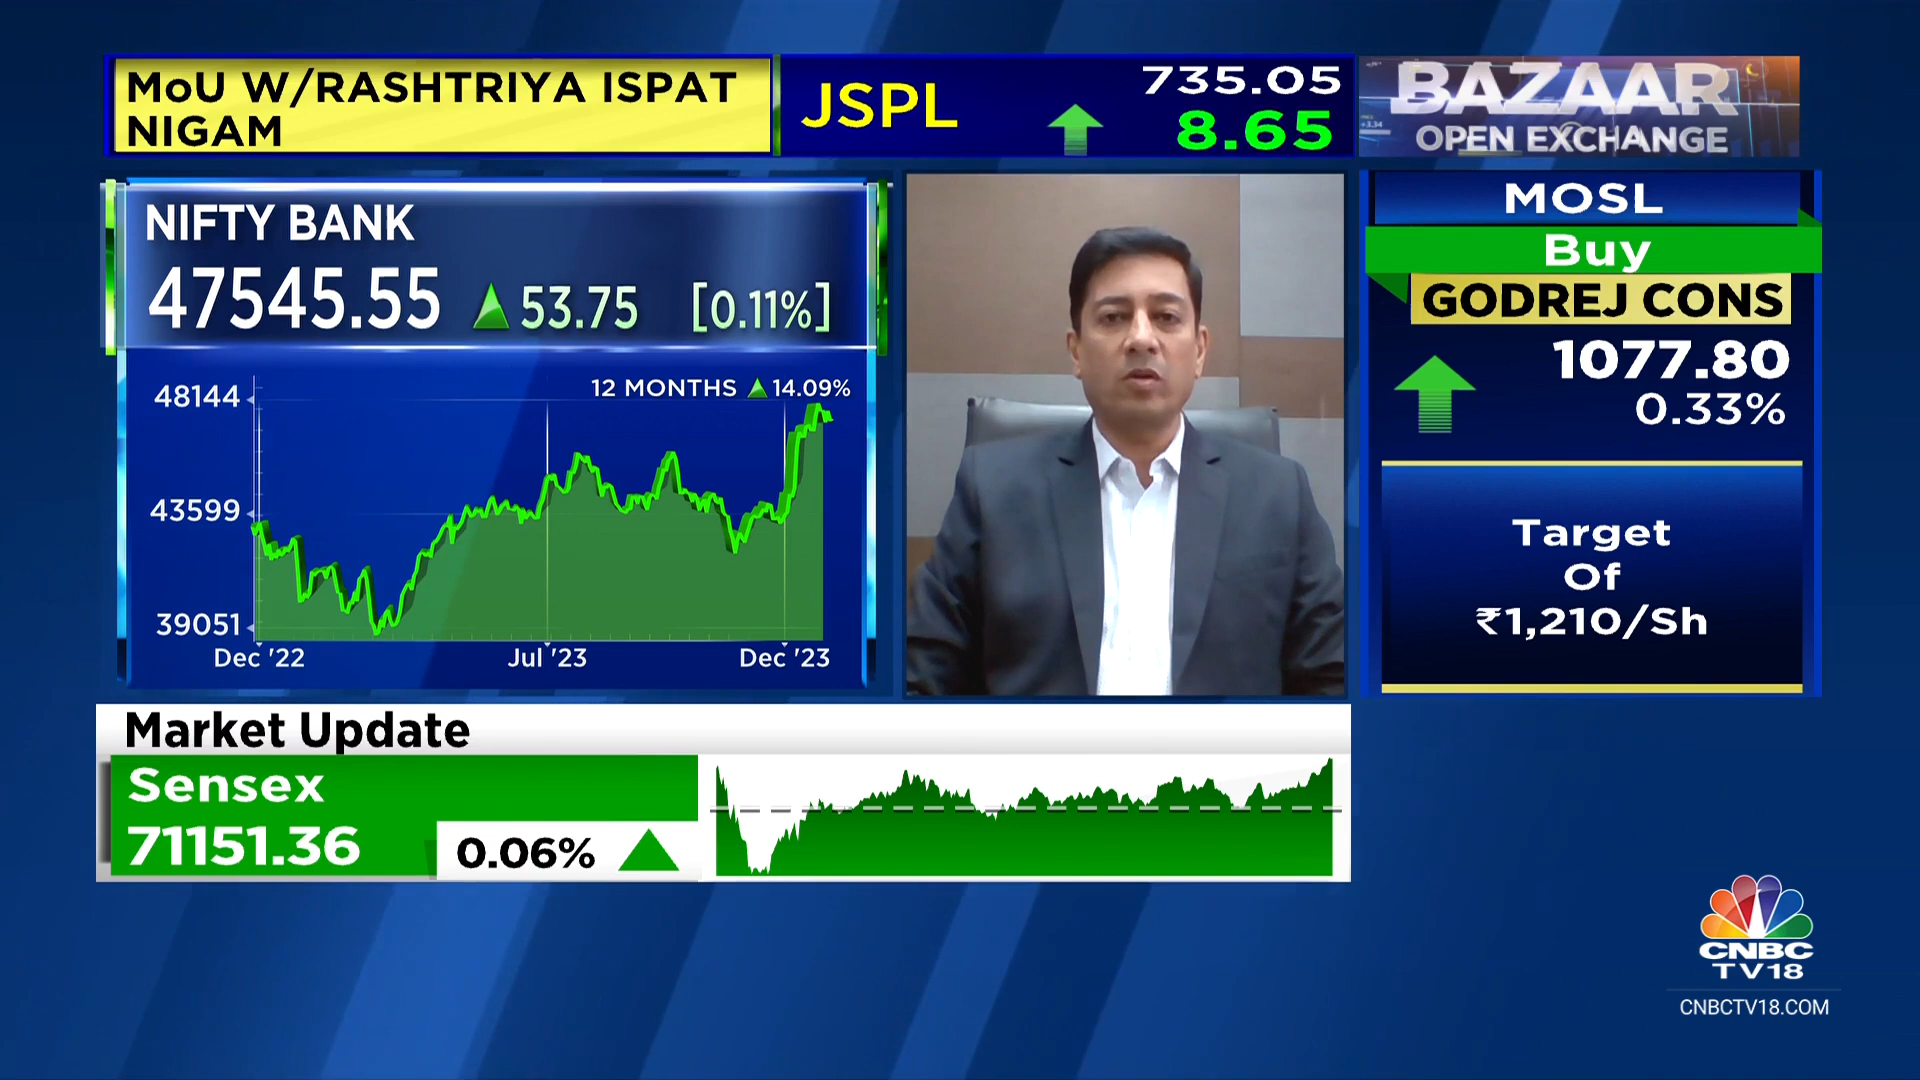 MoU W/RASHTRIYA ISPAT
NIGAM
JSPL
735.05
8.65
BAZAAR
OPEN EXCHANGE
NIFTY BANK
47545.55 53.75 [0.11%]
12 MONTHS 14.09%
48144
43599
39051
Dec '22 Jul '23 Dec '23
MOSL
Buy
GODREJ CONS
1077.80
0.33%
Target
Of
₹1,210/Sh
Market Update
Sensex
71151.36
0.06%
CNBC
TV18
CNBCTV18.COM